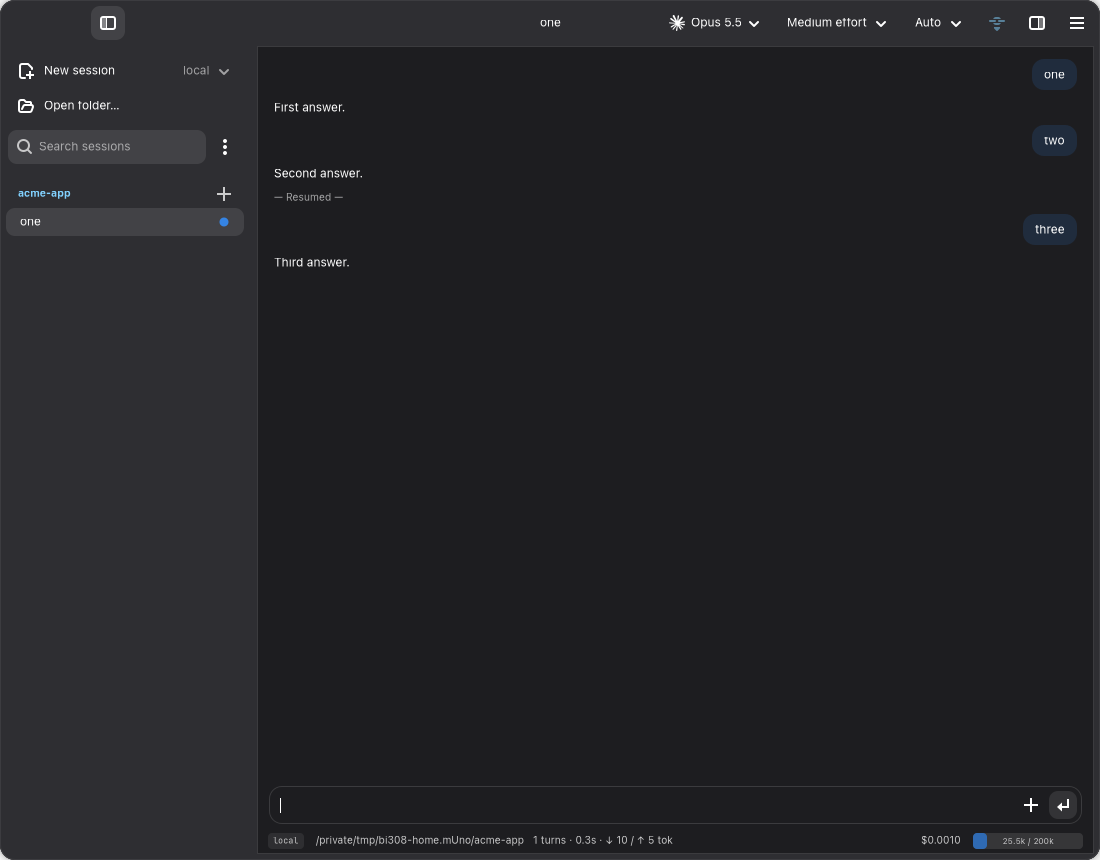 one
Opus 5.5
Medium effort
Auto
New session
local
Open folder...
Search sessions
acme-app
one
one
First answer.
two
Second answer.
— Resumed —
three
Third answer.
local /private/tmp/bi308-home.mUno/acme-app 1 turns · 0.3s · ↓ 10 / ↑ 5 tok $0.0010 25.5k / 200k